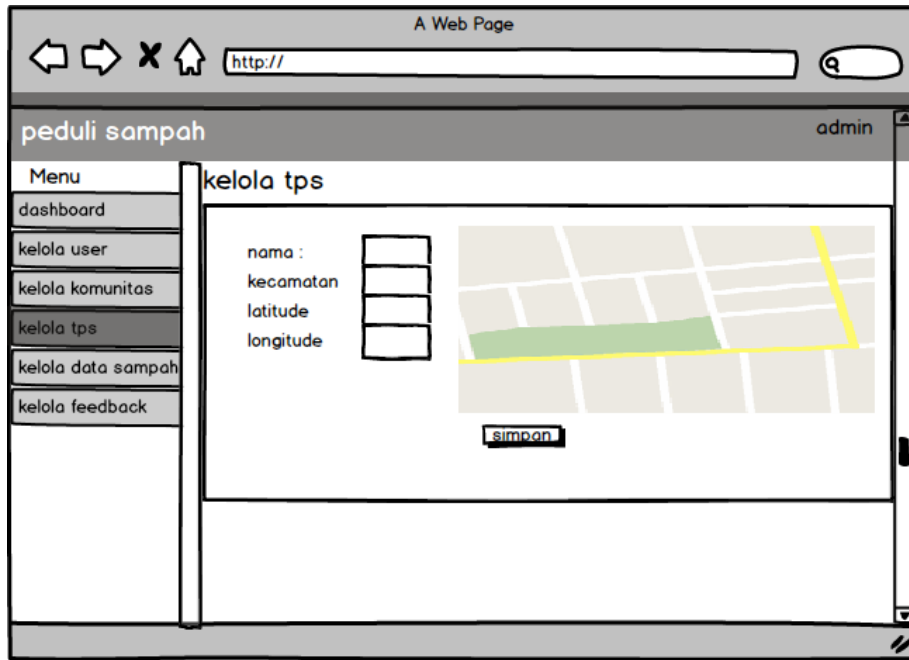 A Web Page
http://
peduli sampah
admin
Menu
dashboard
kelola user
kelola komunitas
kelola tps
kelola data sampah
kelola feedback
kelola tps
nama :
kecamatan
latitude
longitude
simpan